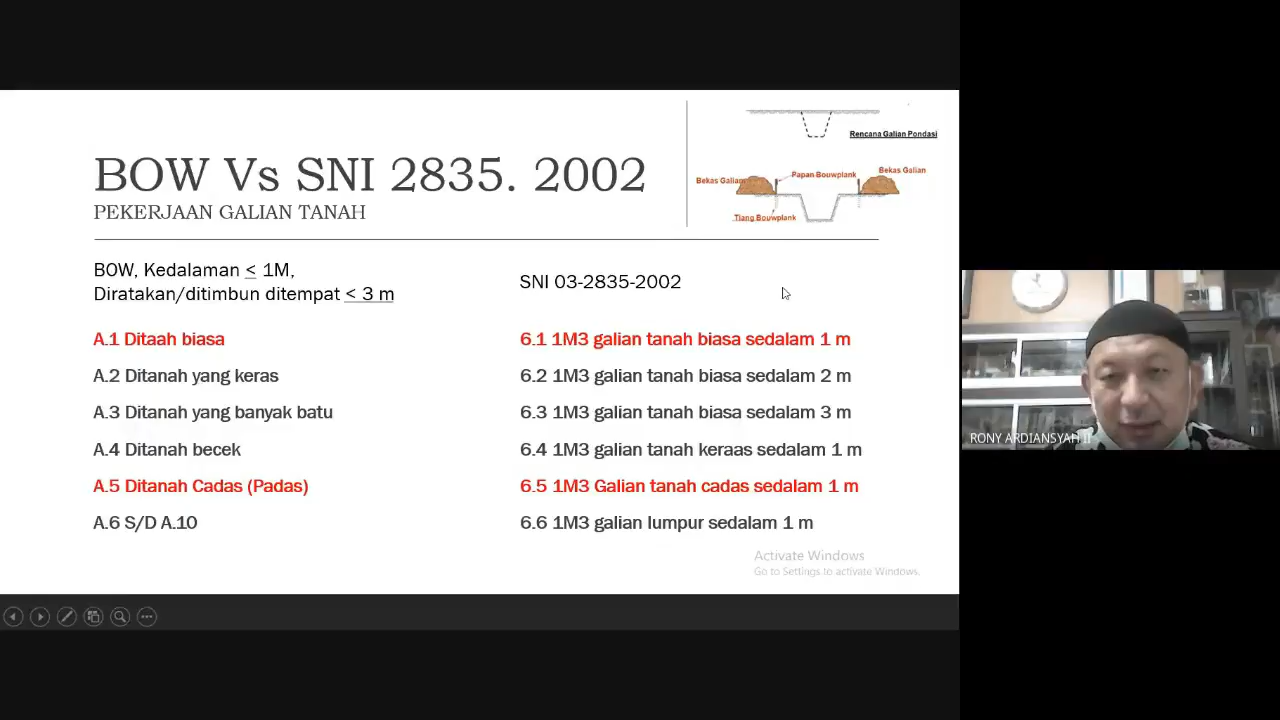 BOW Vs SNI 2835. 2002
PEKERJAAN GALIAN TANAH
Rencana Galian Pondasi
Bekas Galian
Papan Bouwplank
Bekas Galian
Tiang Bouwplank
BOW, Kedalaman < 1M,
Diratakan/ditimbun ditempat < 3 m
A.1 Ditaah biasa
A.2 Ditanah yang keras
A.3 Ditanah yang banyak batu
A.4 Ditanah becek
A.5 Ditanah Cadas (Padas)
A.6 S/D A.10
SNI 03-2835-2002
6.1 1M3 galian tanah biasa sedalam 1 m
6.2 1M3 galian tanah biasa sedalam 2 m
6.3 1M3 galian tanah biasa sedalam 3 m
6.4 1M3 galian tanah keraas sedalam 1 m
6.5 1M3 Galian tanah cadas sedalam 1 m
6.6 1M3 galian lumpur sedalam 1 m
Activate Windows
Go to Settings to activate Windows.
RONY ARDIANSYAH II